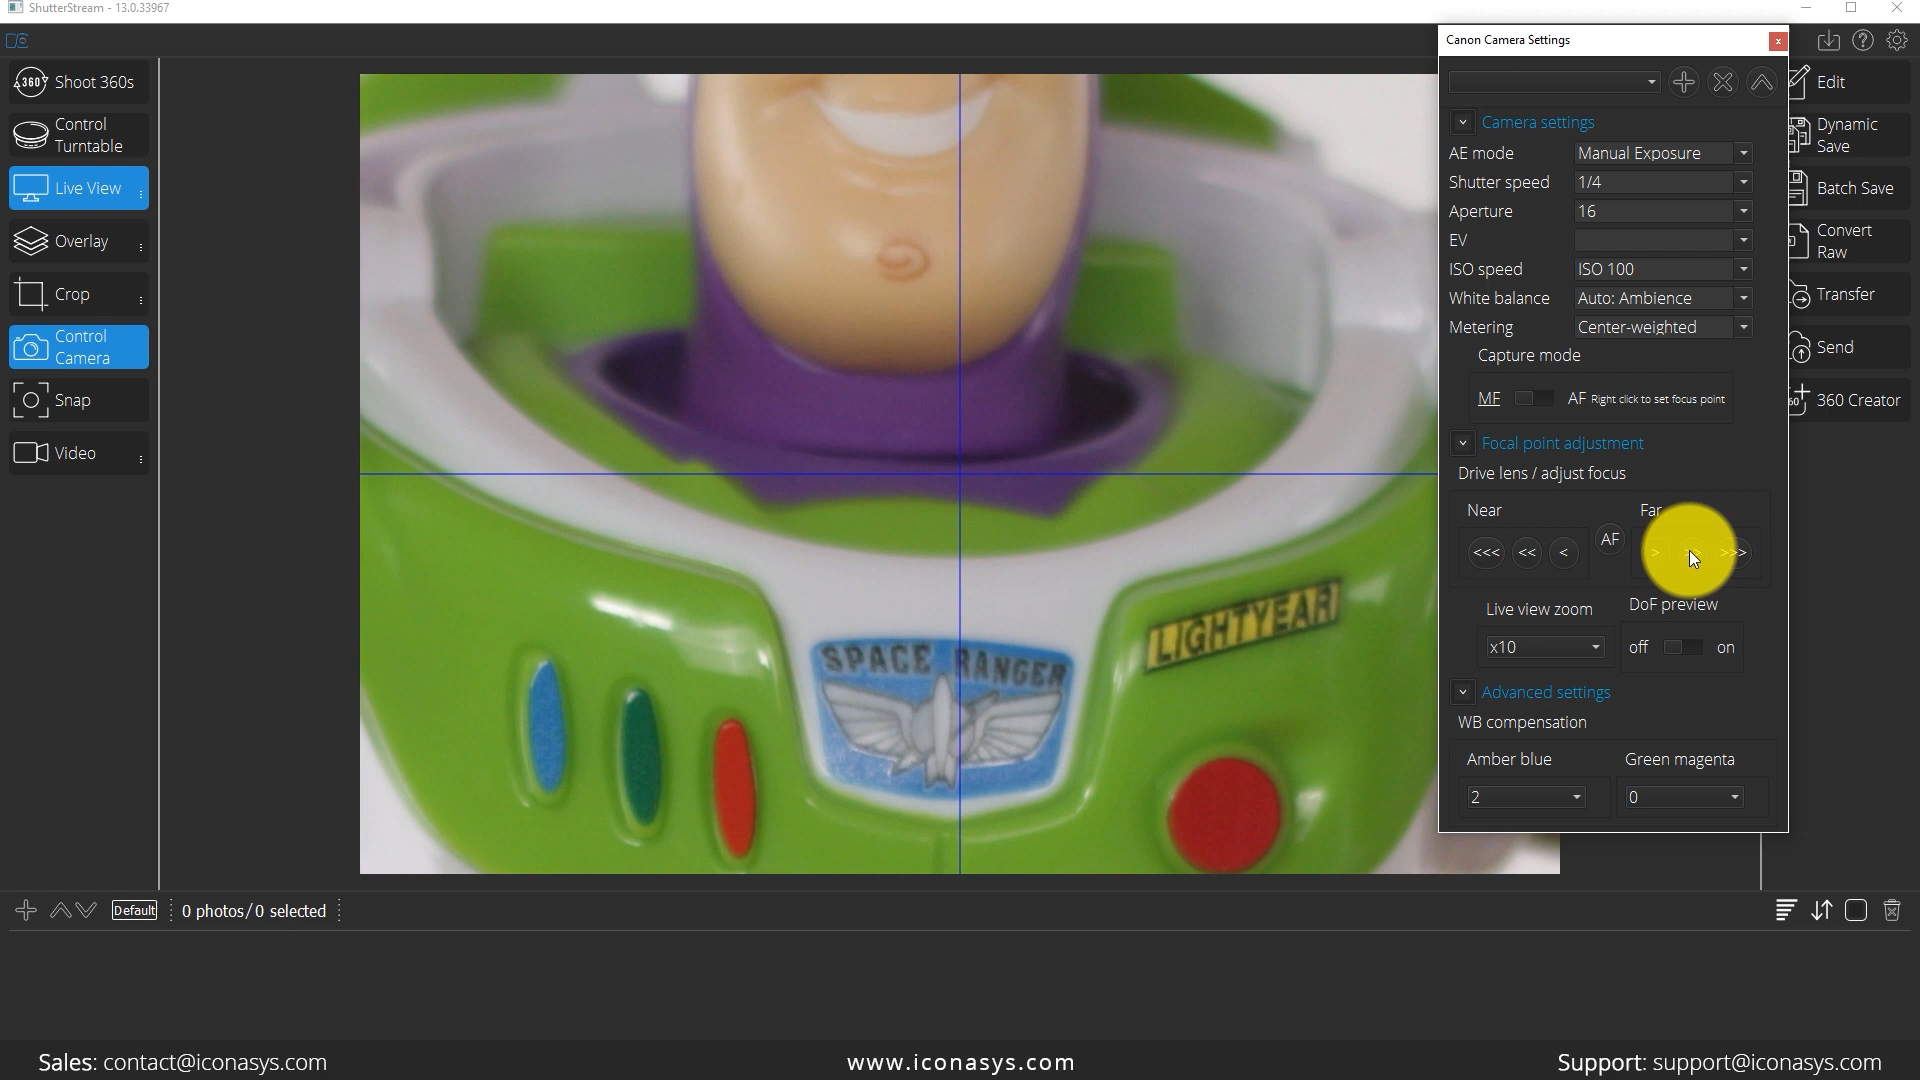 ShutterStream - 13.0.33967
Canon Camera Settings
Shoot 360s
Control
Turntable
Live View
Overlay
Crop
Control
Camera
Snap
Video
SPACE RANGER
LIGHTYEAR
Camera settings
AE mode Manual Exposure
Shutter speed 1/4
Aperture 16
EV
ISO speed ISO 100
White balance Auto: Ambience
Metering Center-weighted
Capture mode
MF AF Right click to set focus point
Focal point adjustment
Drive lens / adjust focus
Near Far
<<< << < AF > >> >>>
Live view zoom DoF preview
x10 off on
Advanced settings
WB compensation
Amber blue Green magenta
2 0
Edit
Dynamic
Save
Batch Save
Convert
Raw
Transfer
Send
360 Creator
Default 0 photos/0 selected
Sales: contact@iconasys.com www.iconasys.com Support: support@iconasys.com